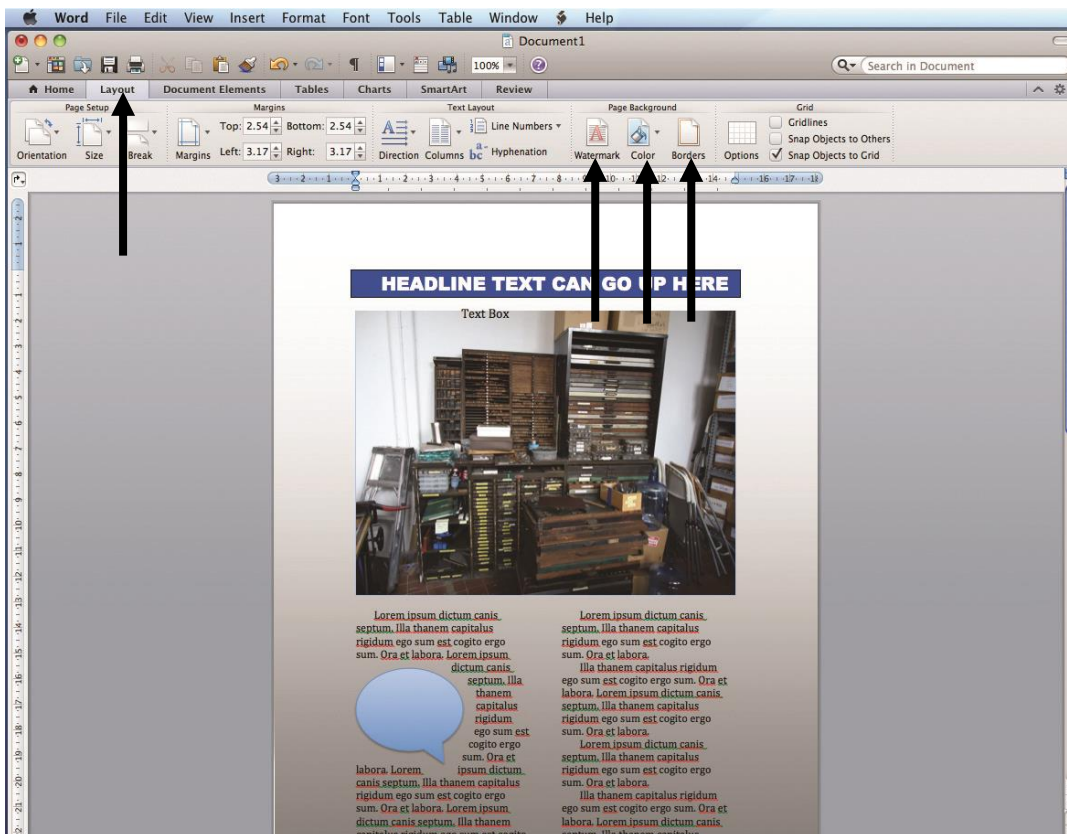 Word File Edit View Insert Format Font Tools Table Window Help
Document1
100% Search in Document
Home Layout Document Elements Tables Charts SmartArt Review
Page Setup Margins Text Layout Page Background Grid
Top: 2.54 Bottom: 2.54 Line Numbers Gridlines
Snap Objects to Others
Left: 3.17 Right: 3.17 Hyphenation
Orientation Size Break Margins Direction Columns Watermark Color Borders Options Snap Objects to Grid
HEADLINE TEXT CAN GO UP HERE
Text Box
Lorem ipsum dictum canis
septum, Illa thanem capitalus
rigidum ego sum est cogito ergo
sum. Ora et labora. Lorem ipsum
dictum canis
septum, Illa
thanem
capitalus
rigidum
ego sum est
cogito ergo
sum. Ora et
labora. Lorem ipsum dictum
canis septum, Illa thanem capitalus
rigidum ego sum est cogito ergo
sum. Ora et labora. Lorem ipsum
dictum canis septum, Illa thanem
Lorem ipsum dictum canis
septum, Illa thanem capitalus
rigidum ego sum est cogito ergo
sum. Ora et labora.
Illa thanem capitalus rigidum
ego sum est cogito ergo sum. Ora et
labora. Lorem ipsum dictum canis
septum, Illa thanem capitalus
rigidum ego sum est cogito ergo
sum. Ora et labora.
Lorem ipsum dictum canis
septum, Illa thanem capitalus
rigidum ego sum est cogito ergo
sum. Ora et labora.
Illa thanem capitalus rigidum
ego sum est cogito ergo sum. Ora et
labora. Lorem ipsum dictum canis